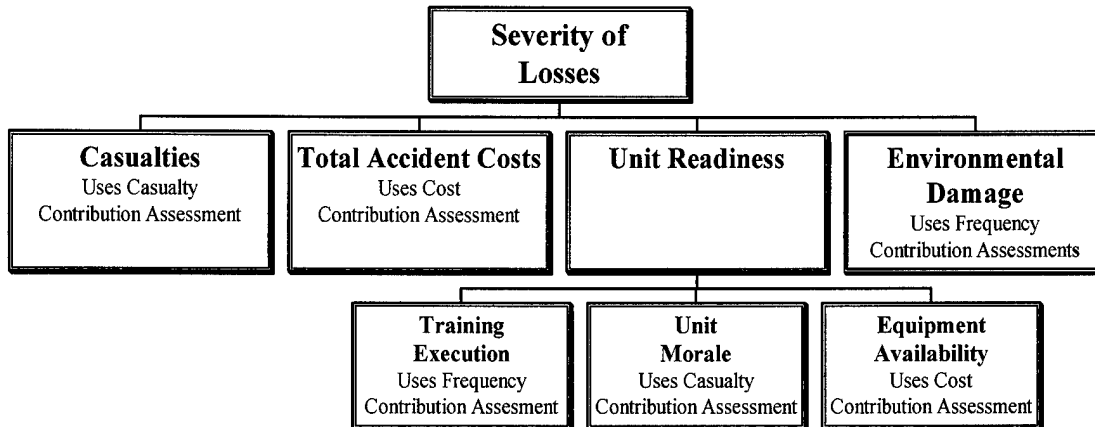 Severity of
Losses
Casualties
Uses Casualty
Contribution Assessment
Total Accident Costs
Uses Cost
Contribution Assessment
Unit Readiness
Environmental
Damage
Uses Frequency
Contribution Assessments
Training
Execution
Uses Frequency
Contribution Assesment
Unit
Morale
Uses Casualty
Contribution Assessment
Equipment
Availability
Uses Cost
Contribution Assessment